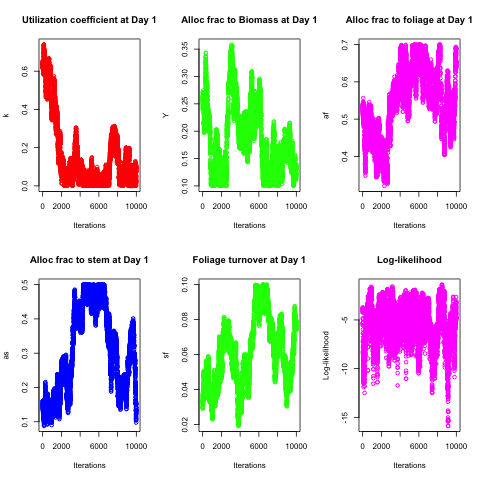 Utilization coefficient at Day 1
k
0.0 0.2 0.4 0.6
0 2000 6000 10000
Iterations
Alloc frac to Biomass at Day 1
Y
0.10 0.15 0.20 0.25 0.30 0.35
0 2000 6000 10000
Iterations
Alloc frac to foliage at Day 1
af
0.4 0.5 0.6 0.7
0 2000 6000 10000
Iterations
Alloc frac to stem at Day 1
as
0.1 0.2 0.3 0.4 0.5
0 2000 6000 10000
Iterations
Foliage turnover at Day 1
sf
0.02 0.04 0.06 0.08 0.10
0 2000 6000 10000
Iterations
Log-likelihood
Log-likelihood
-15 -10 -5
0 2000 6000 10000
Iterations